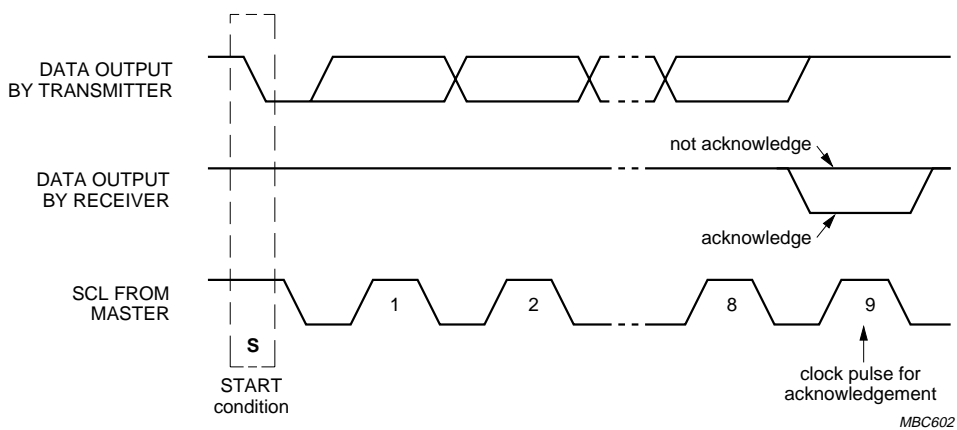 DATA OUTPUT
BY TRANSMITTER
not acknowledge
DATA OUTPUT
BY RECEIVER
acknowledge
SCL FROM
MASTER
1
2
8
9
S
START
condition
clock pulse for
acknowledgement
MBC602